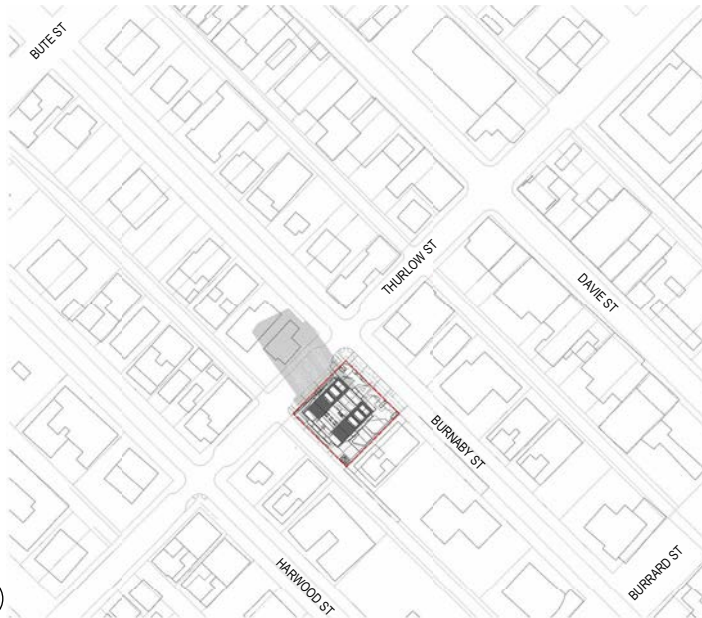 BUTE ST
THURLOW ST
DAVIE ST
BURNABY ST
HARWOOD ST.
BURRARD ST